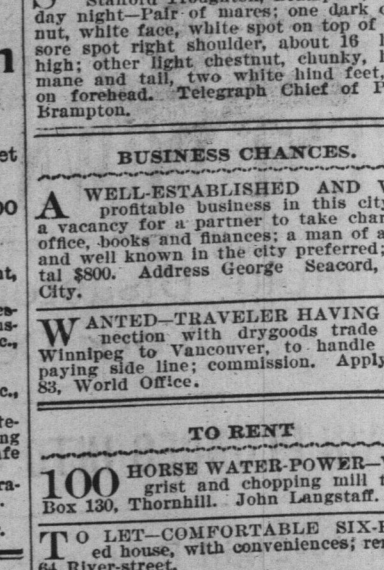 day night—Pair of mares; one dark
nut, white face, white spot on top of
sore spot right shoulder, about 16
high; other light chestnut, chunky,
mane and tail, two white hind feet,
on forehead. Telegraph Chief of P
Brampton.
BUSINESS CHANCES.
A WELL-ESTABLISHED AND
profitable business in this city
a vacancy for a partner to take char
office, books and finances; a man of a
and well known in the city preferred;
tal $800. Address George Seacord,
City.
WANTED—TRAVELER HAVING
nection with drygoods trade
Winnipeg to Vancouver, to handle
paying side line; commission. Apply
83, World Office.
TO RENT
100 HORSE WATER-POWER—
grist and chopping mill t
Box 130, Thornhill. John Langstaff.
TO LET—COMFORTABLE SIX-
ed house, with conveniences; ren
64 River-street.